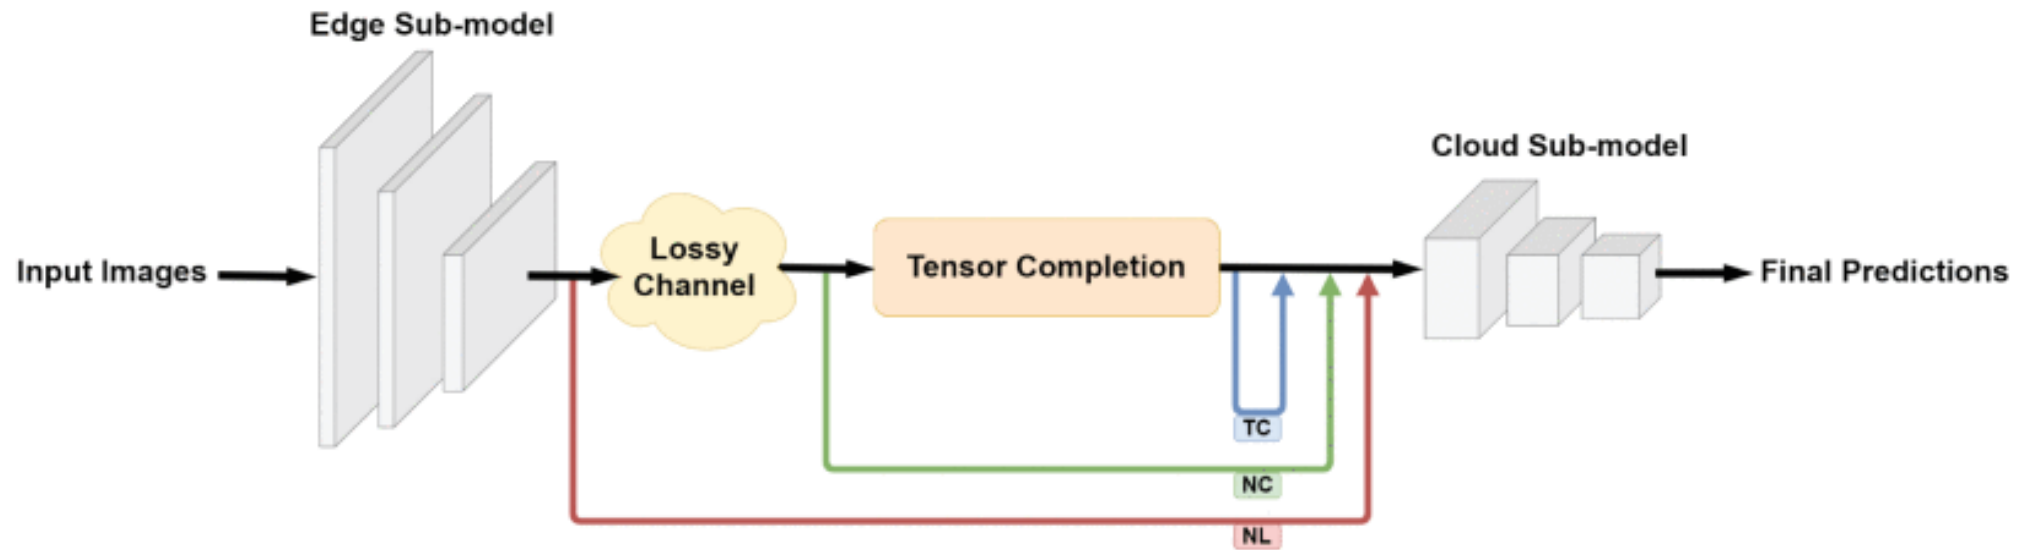 Edge Sub-model
Cloud Sub-model
Input Images
Lossy
Channel
Tensor Completion
Final Predictions
TC
NC
NL